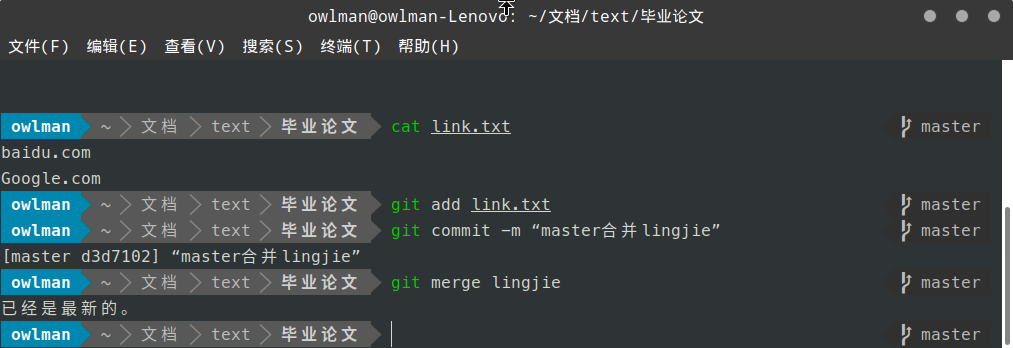 owlman@owlman-Lenovo: ~/文档/text/毕业论文
文件(F) 编辑(E) 查看(V) 搜索(S) 终端(T) 帮助(H)
owlman ~ 文档 text 毕业论文 cat link.txt master
baidu.com
Google.com
owlman ~ 文档 text 毕业论文 git add link.txt master
owlman ~ 文档 text 毕业论文 git commit -m “master合并lingjie” master
[master d3d7102] “master合并lingjie”
owlman ~ 文档 text 毕业论文 git merge lingjie master
已经是最新的。
owlman ~ 文档 text 毕业论文 master